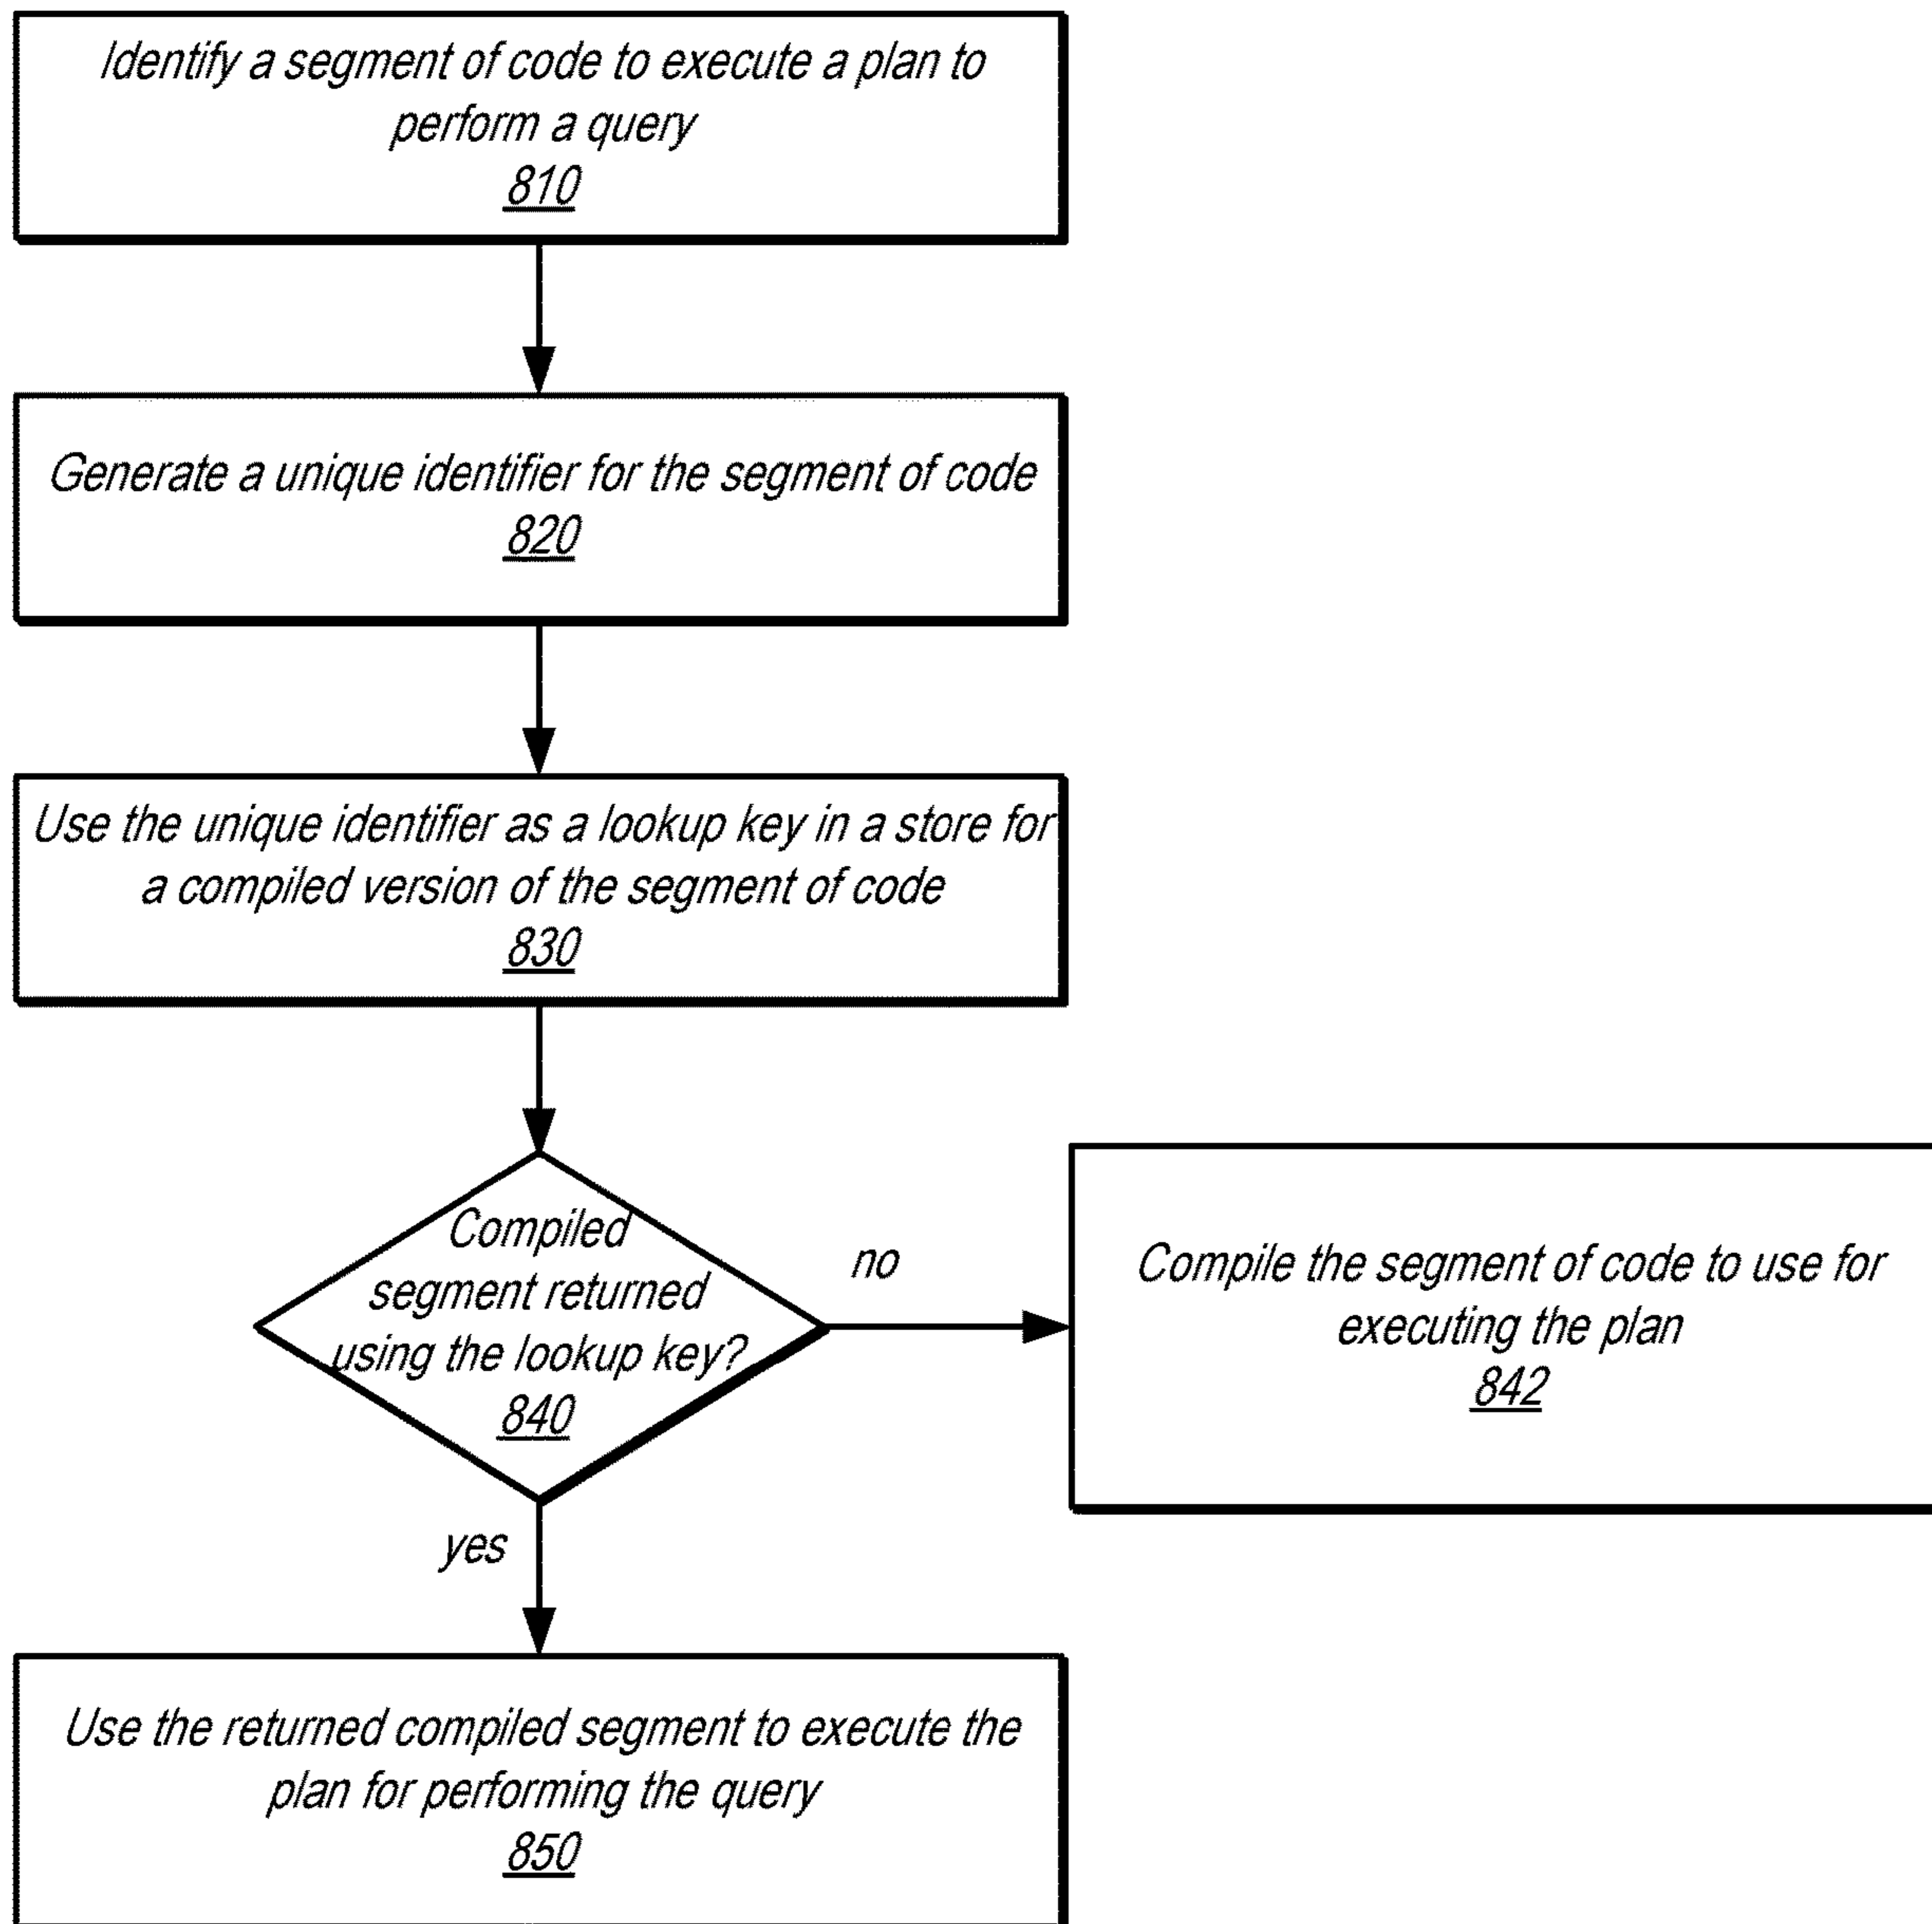 Identify a segment of code to execute a plan to
perform a query
810
Generate a unique identifier for the segment of code
820
Use the unique identifier as a lookup key in a store for
a compiled version of the segment of code
830
Compiled
segment returned
using the lookup key?
840
no
Compile the segment of code to use for
executing the plan
842
yes
Use the returned compiled segment to execute the
plan for performing the query
850